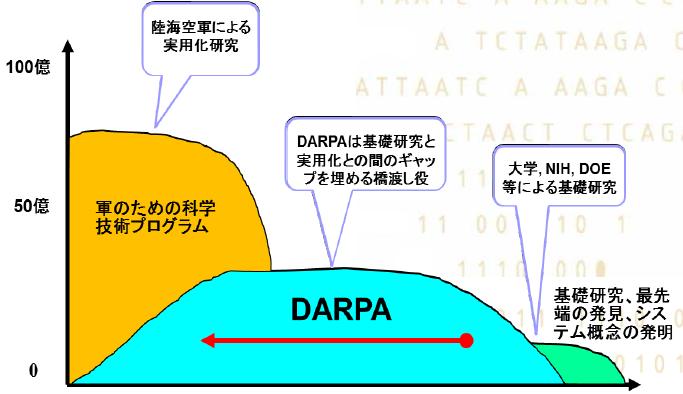 陸海空軍による
実用化研究
100億
DARPAは基礎研究と
実用化との間のギャッ
プを埋める橋渡し役
大学, NIH, DOE
等による基礎研究
50億
軍のための科学
技術プログラム
DARPA
基礎研究、最先
端の発見、シス
テム概念の発明
0
TTAATC A AAGA C
A TCTATAAGA C
ATTAATC A AAGA C C
CTAACT CTCAGA